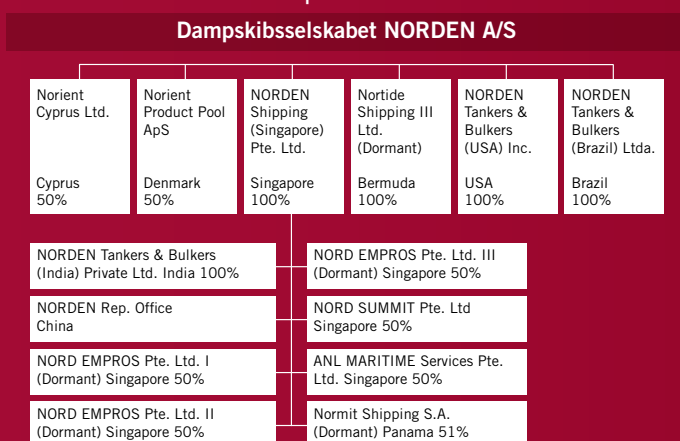 Dampskibsselskabet NORDEN A/S
Norient
Cyprus Ltd.
Cyprus
50%
Norient
Product Pool
ApS
Denmark
50%
NORDEN
Shipping
(Singapore)
Pte. Ltd.
Singapore
100%
Nortide
Shipping III
Ltd.
(Dormant)
Bermuda
100%
NORDEN
Tankers &
Bulkers
(USA) Inc.
USA
100%
NORDEN
Tankers &
Bulkers
(Brazil) Ltda.
Brazil
100%
NORDEN Tankers & Bulkers
(India) Private Ltd. India 100%
NORD EMPROS Pte. Ltd. III
(Dormant) Singapore 50%
NORDEN Rep. Office
China
NORD SUMMIT Pte. Ltd
Singapore 50%
NORD EMPROS Pte. Ltd. I
(Dormant) Singapore 50%
ANL MARITIME Services Pte.
Ltd. Singapore 50%
NORD EMPROS Pte. Ltd. II
(Dormant) Singapore 50%
Normit Shipping S.A.
(Dormant) Panama 51%